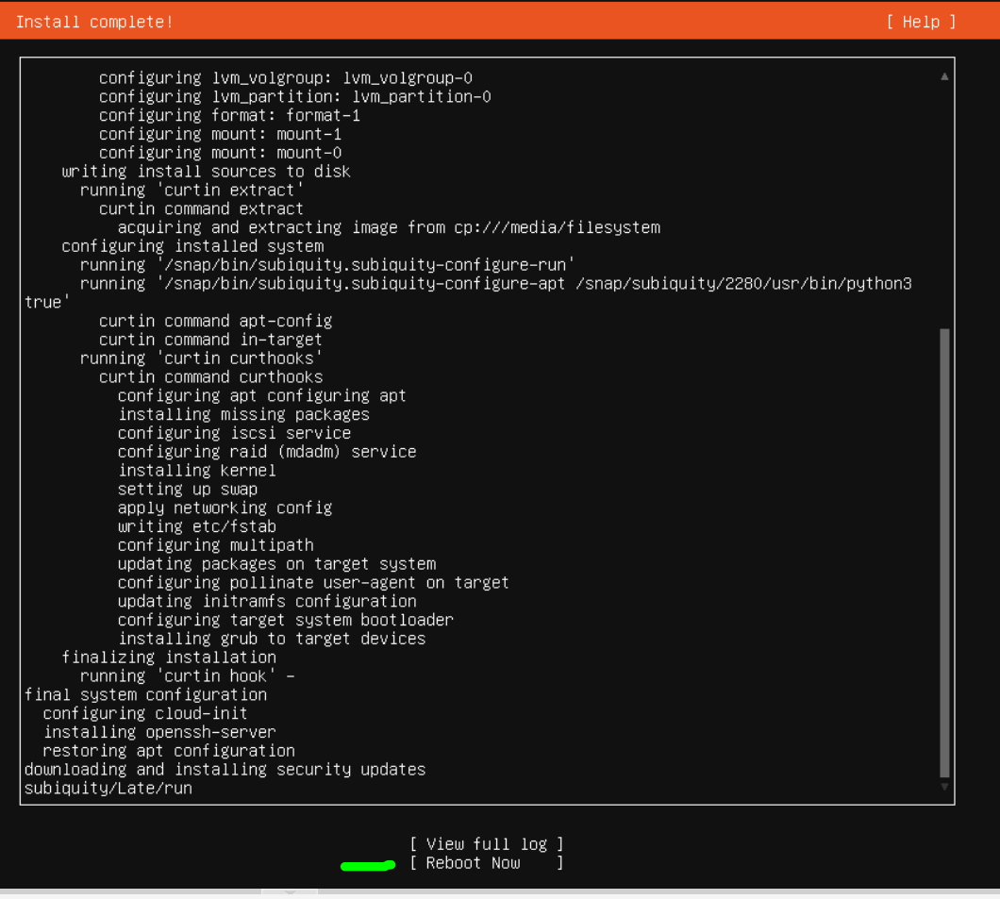 Install complete! [ Help ]
configuring lvm_volgroup: lvm_volgroup-0
configuring lvm_partition: lvm_partition-0
configuring format: format-1
configuring mount: mount-1
configuring mount: mount-0
writing install sources to disk
running 'curtin extract'
curtin command extract
acquiring and extracting image from cp:///media/filesystem
configuring installed system
running '/snap/bin/subiquity.subiquity-configure-run'
running '/snap/bin/subiquity.subiquity-configure-apt /snap/subiquity/2280/usr/bin/python3
true'
curtin command apt-config
curtin command in-target
running 'curtin curthooks'
curtin command curthooks
configuring apt configuring apt
installing missing packages
configuring iscsi service
configuring raid (mdadm) service
installing kernel
setting up swap
apply networking config
writing etc/fstab
configuring multipath
updating packages on target system
configuring pollinate user-agent on target
updating initramfs configuration
configuring target system bootloader
installing grub to target devices
finalizing installation
running 'curtin hook' -
final system configuration
configuring cloud-init
installing openssh-server
restoring apt configuration
downloading and installing security updates
subiquity/Late/run
[ View full log ]
[ Reboot Now ]